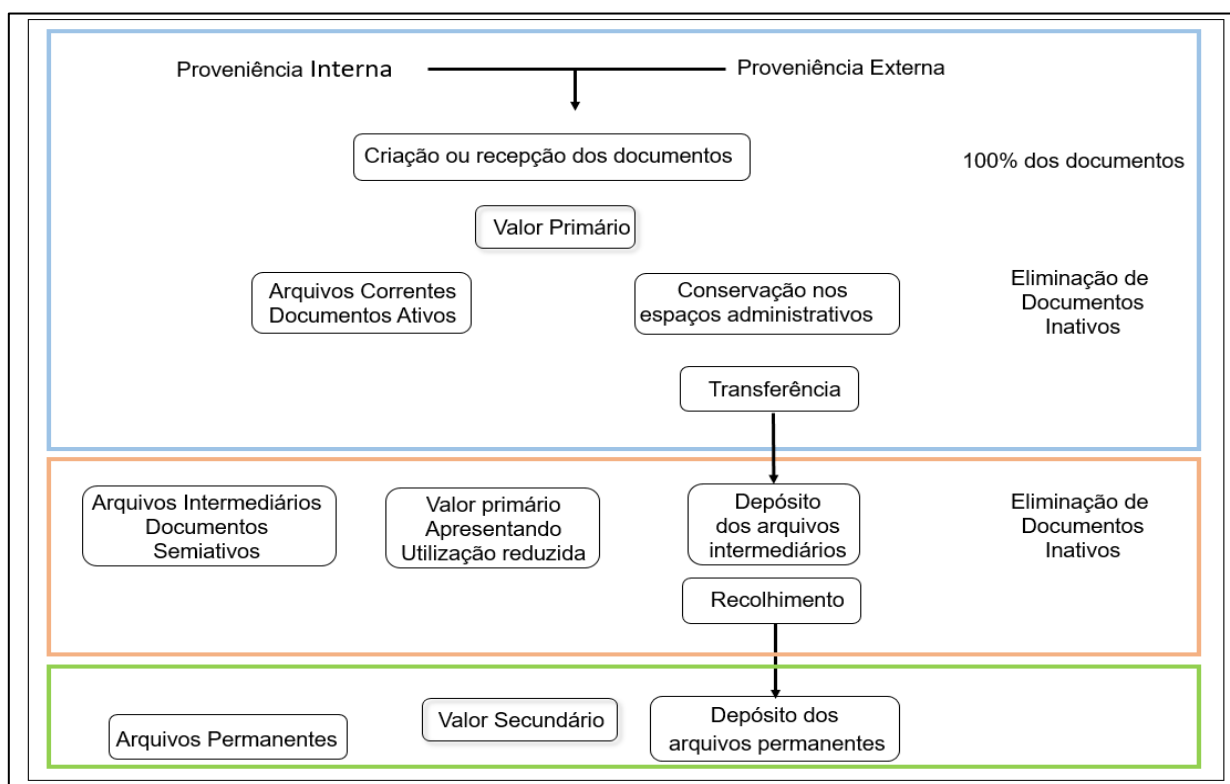 Proveniência Interna
Proveniência Externa
Criação ou recepção dos documentos
100% dos documentos
Valor Primário
Arquivos Correntes
Documentos Ativos
Conservação nos
espaços administrativos
Eliminação de
Documentos
Inativos
Transferência
Arquivos Intermediários
Documentos
Semiativos
Valor primário
Apresentando
Utilização reduzida
Depósito
dos arquivos
intermediários
Eliminação de
Documentos
Inativos
Recolhimento
Arquivos Permanentes
Valor Secundário
Depósito dos
arquivos permanentes